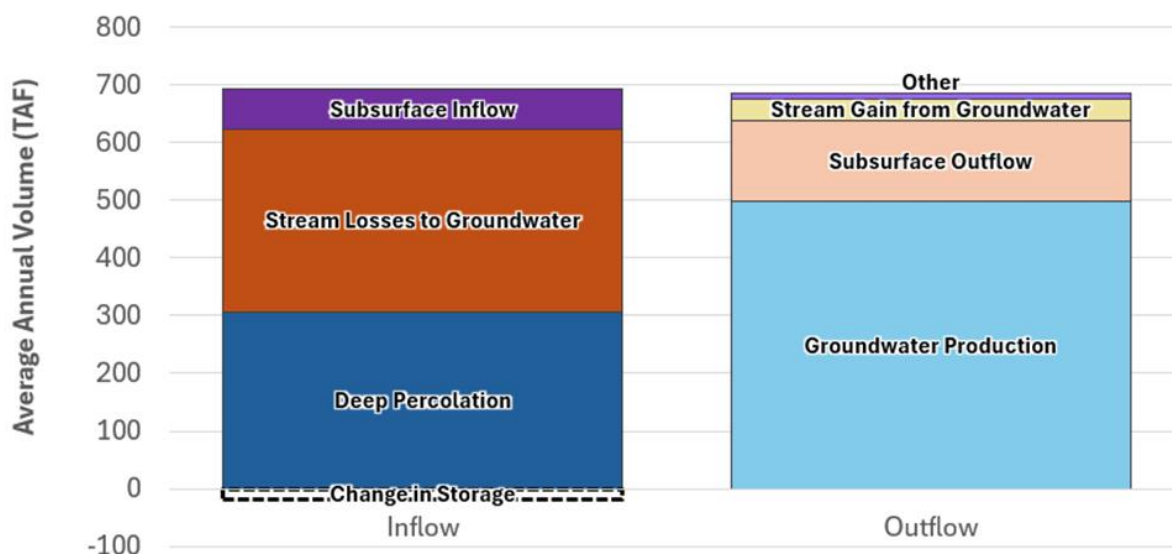 Average Annual Volume (TAF)
800
700
600
500
400
300
200
100
0
-100
Subsurface Inflow
Stream Losses to Groundwater
Deep Percolation
Change in Storage
Inflow
Other
Stream Gain from Groundwater
Subsurface Outflow
Groundwater Production
Outflow